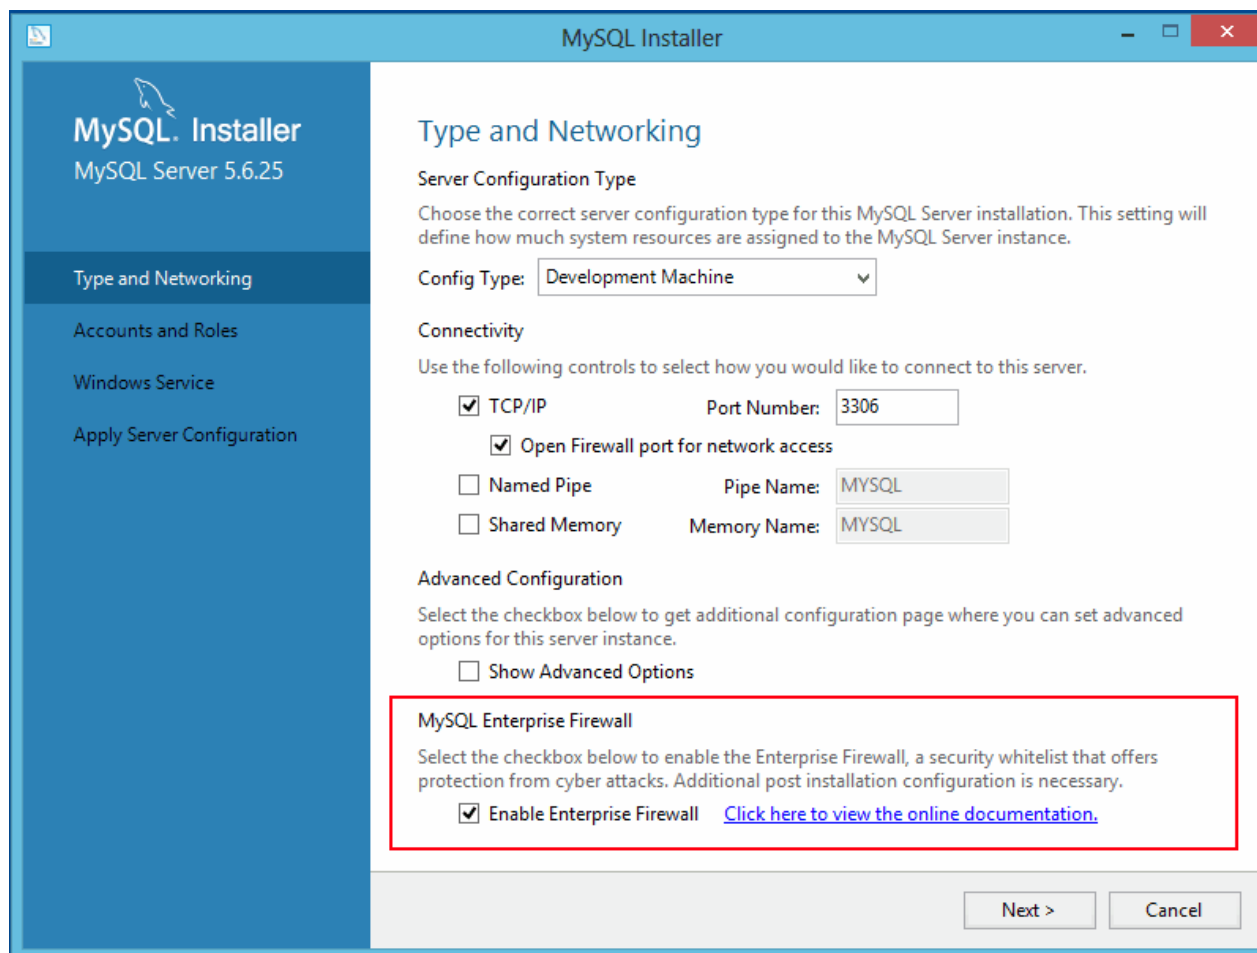 MySQL Installer
MySQL. Installer
MySQL Server 5.6.25
Type and Networking
Accounts and Roles
Windows Service
Apply Server Configuration
Type and Networking
Server Configuration Type
Choose the correct server configuration type for this MySQL Server installation. This setting will
define how much system resources are assigned to the MySQL Server instance.
Config Type: Development Machine
Connectivity
Use the following controls to select how you would like to connect to this server.
TCP/IP Port Number: 3306
Open Firewall port for network access
Named Pipe Pipe Name: MYSQL
Shared Memory Memory Name: MYSQL
Advanced Configuration
Select the checkbox below to get additional configuration page where you can set advanced
options for this server instance.
Show Advanced Options
MySQL Enterprise Firewall
Select the checkbox below to enable the Enterprise Firewall, a security whitelist that offers
protection from cyber attacks. Additional post installation configuration is necessary.
Enable Enterprise Firewall Click here to view the online documentation.
Next > Cancel